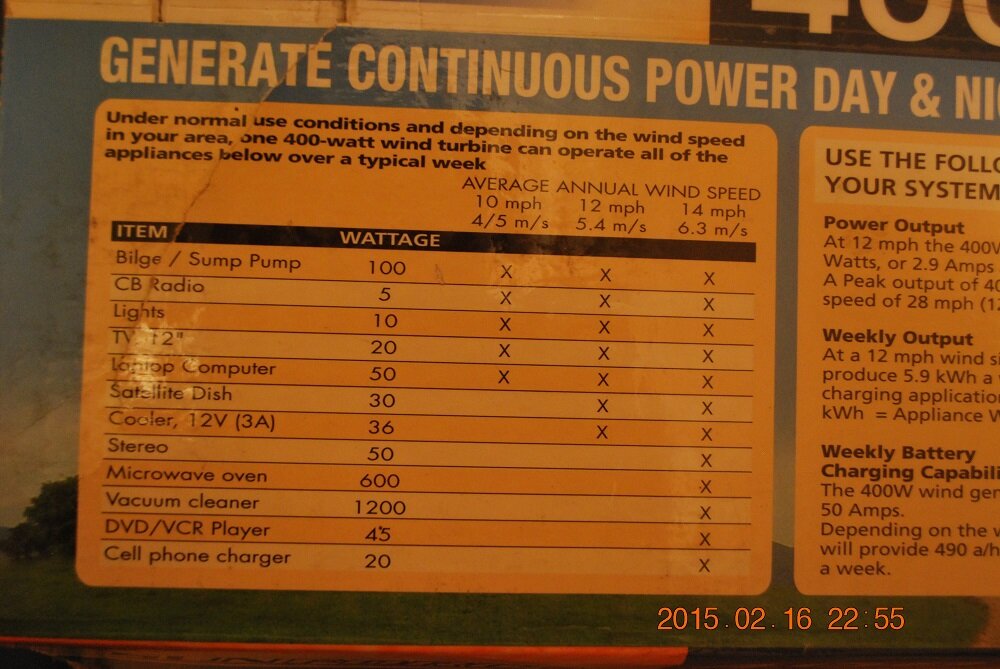 400
GENERATE CONTINUOUS POWER DAY & NI
Under normal use conditions and depending on the wind speed
in your area, one 400-watt wind turbine can operate all of the
appliances below over a typical week
AVERAGE ANNUAL WIND SPEED
10 mph 12 mph 14 mph
4/5 m/s 5.4 m/s 6.3 m/s
ITEM WATTAGE
Bilge / Sump Pump 100 X X X
CB Radio 5 X X X
Lights 10 X X X
TV 12" 20 X X X
Laptop Computer 50 X X X
Satellite Dish 30 X X
Cooler, 12V (3A) 36 X X
Stereo 50 X
Microwave oven 600 X
Vacuum cleaner 1200 X
DVD/VCR Player 45 X
Cell phone charger 20 X
USE THE FOLLO
YOUR SYSTEM
Power Output
At 12 mph the 400W
Watts, or 2.9 Amps
A Peak output of 40
speed of 28 mph (12
Weekly Output
At a 12 mph wind s
produce 5.9 kWh a
charging application
kWh = Appliance W
Weekly Battery
Charging Capabili
The 400W wind gen
50 Amps.
Depending on the w
will provide 490 a/h
a week.
2015.02.16 22:55